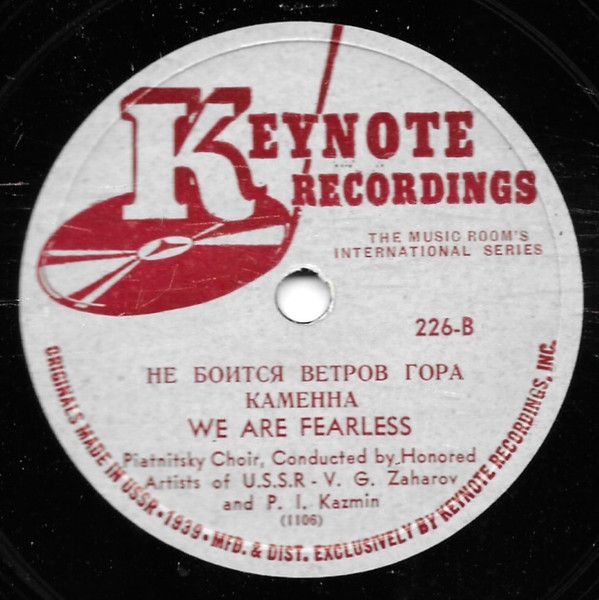 KEYNOTE
RECORDINGS
THE MUSIC ROOM'S
INTERNATIONAL SERIES
226-B
НЕ БОИТСЯ ВЕТРОВ ГОРА
КАМЕННА
WE ARE FEARLESS
Piatnitsky Choir, Conducted by Honored
Artists of U.S.S.R - V. G. Zaharov
and P. I. Kazmin
(1106)
ORIGINALS MADE IN USSR • 1939 • MFD. & DIST. EXCLUSIVELY BY KEYNOTE RECORDINGS, INC.